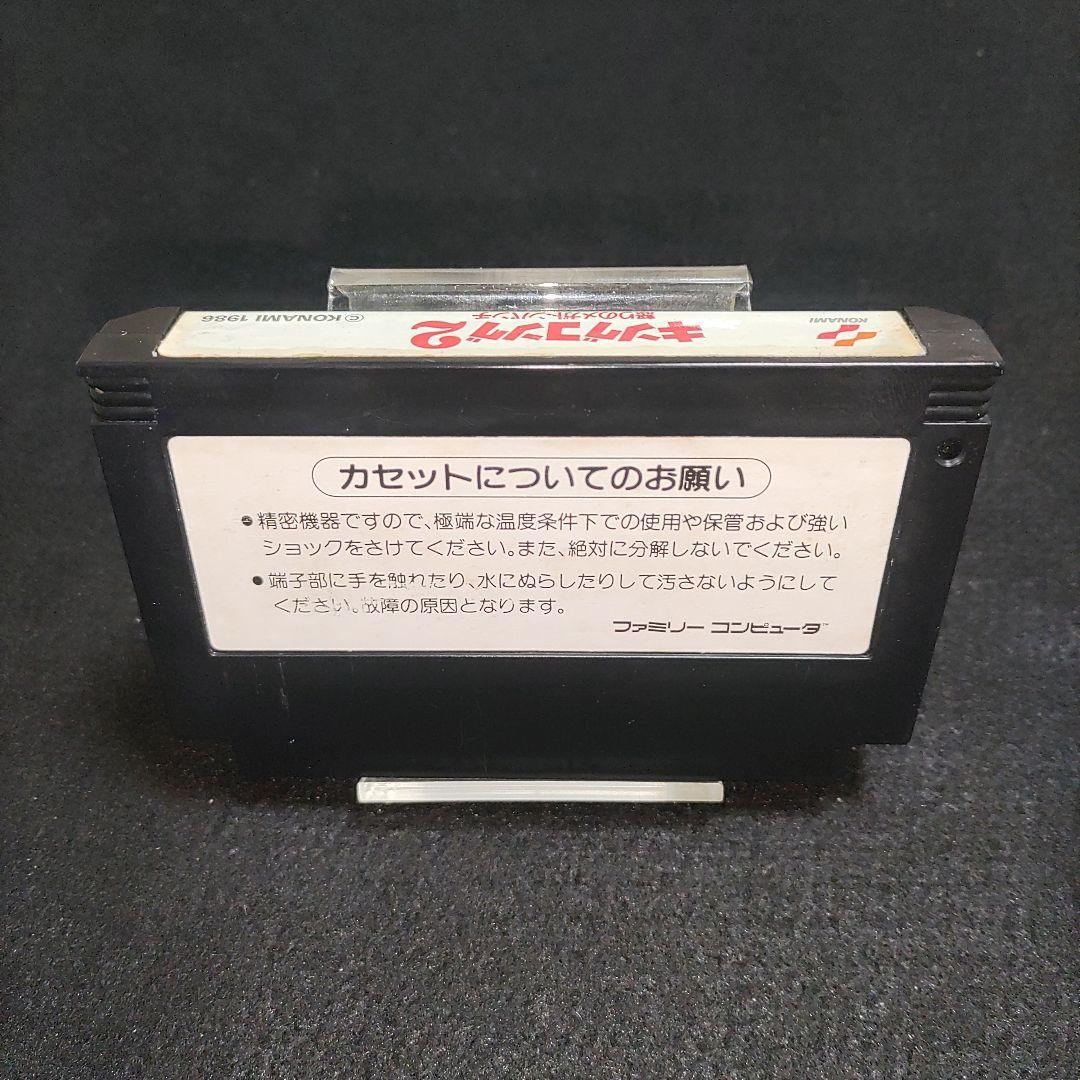 © KONAMI 1986
キングコング2
怒りのメガトンパンチ
KONAMI
カセットについてのお願い
●精密機器ですので、極端な温度条件下での使用や保管および強い
ショックをさけてください。また、絶対に分解しないでください。
●端子部に手を触れたり、水にぬらしたりして汚さないようにして
ください。故障の原因となります。
ファミリー コンピュータ™